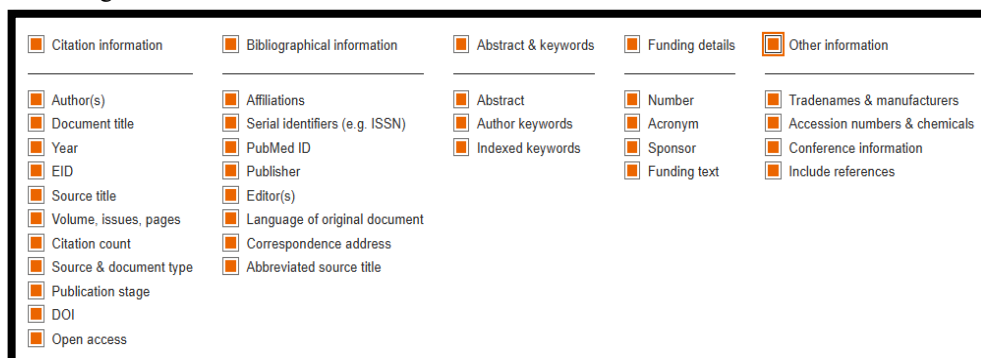 Citation information
Author(s)
Document title
Year
EID
Source title
Volume, issues, pages
Citation count
Source & document type
Publication stage
DOI
Open access
Bibliographical information
Affiliations
Serial identifiers (e.g. ISSN)
PubMed ID
Publisher
Editor(s)
Language of original document
Correspondence address
Abbreviated source title
Abstract & keywords
Abstract
Author keywords
Indexed keywords
Funding details
Number
Acronym
Sponsor
Funding text
Other information
Tradenames & manufacturers
Accession numbers & chemicals
Conference information
Include references